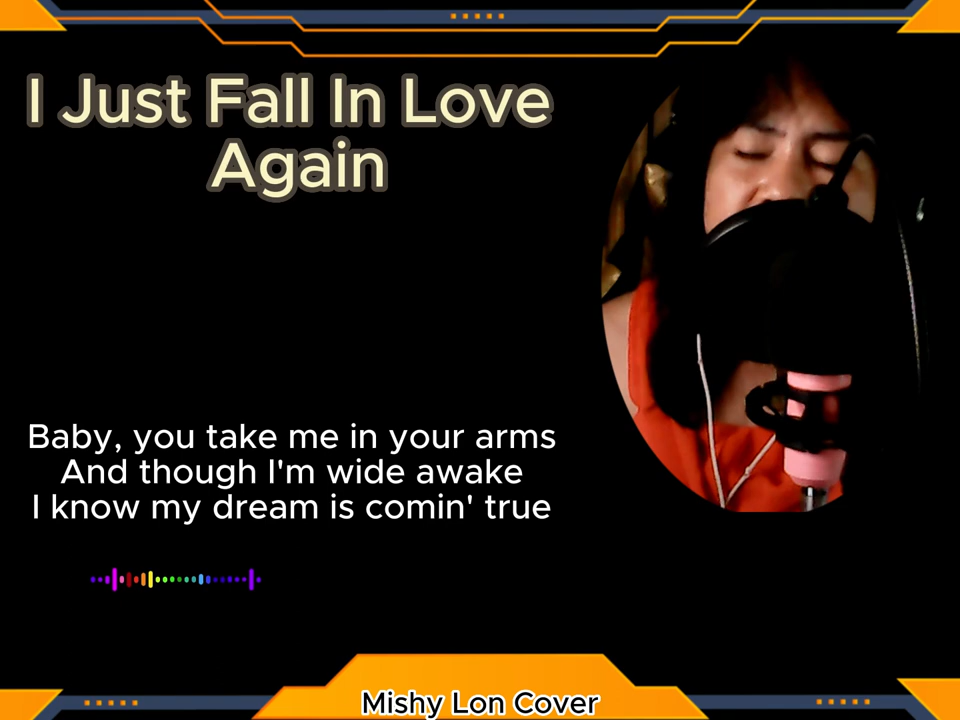 I Just Fall In Love
Again
Baby, you take me in your arms
And though I'm wide awake
I know my dream is comin' true
Mishy Lon Cover